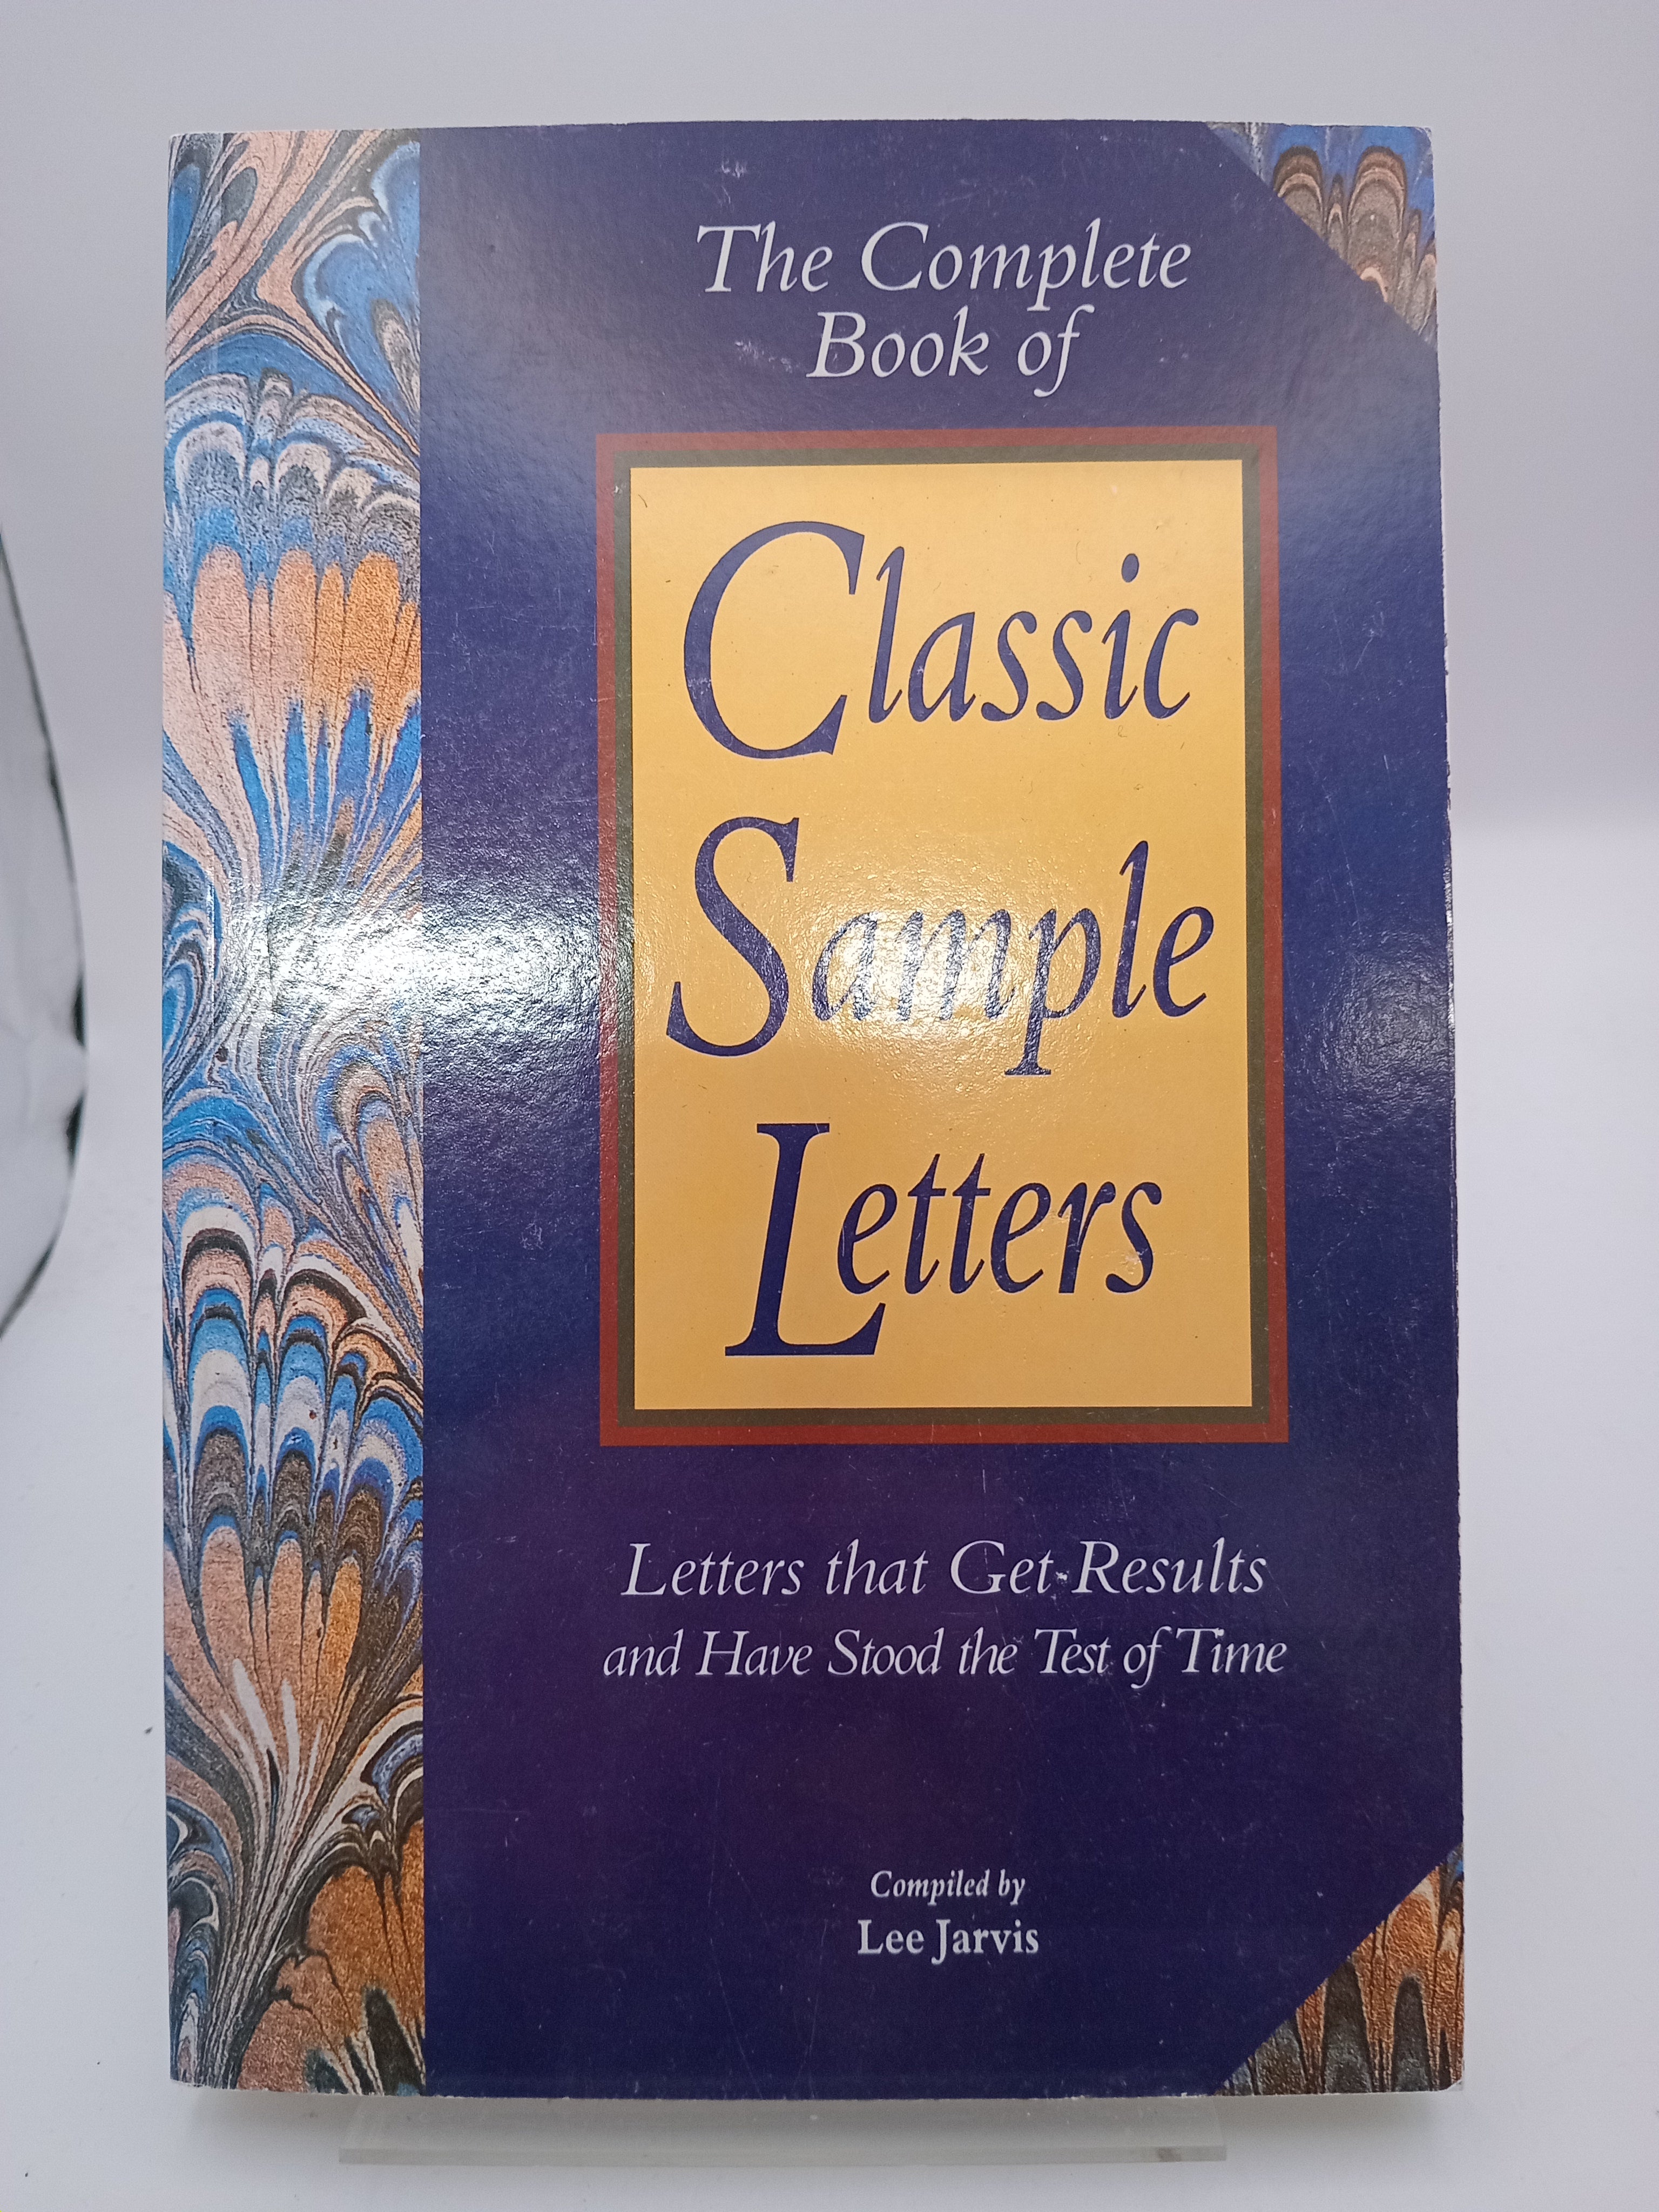 The Complete
Book of
Classic
Sample
Letters
Letters that Get Results
and Have Stood the Test of Time
Compiled by
Lee Jarvis